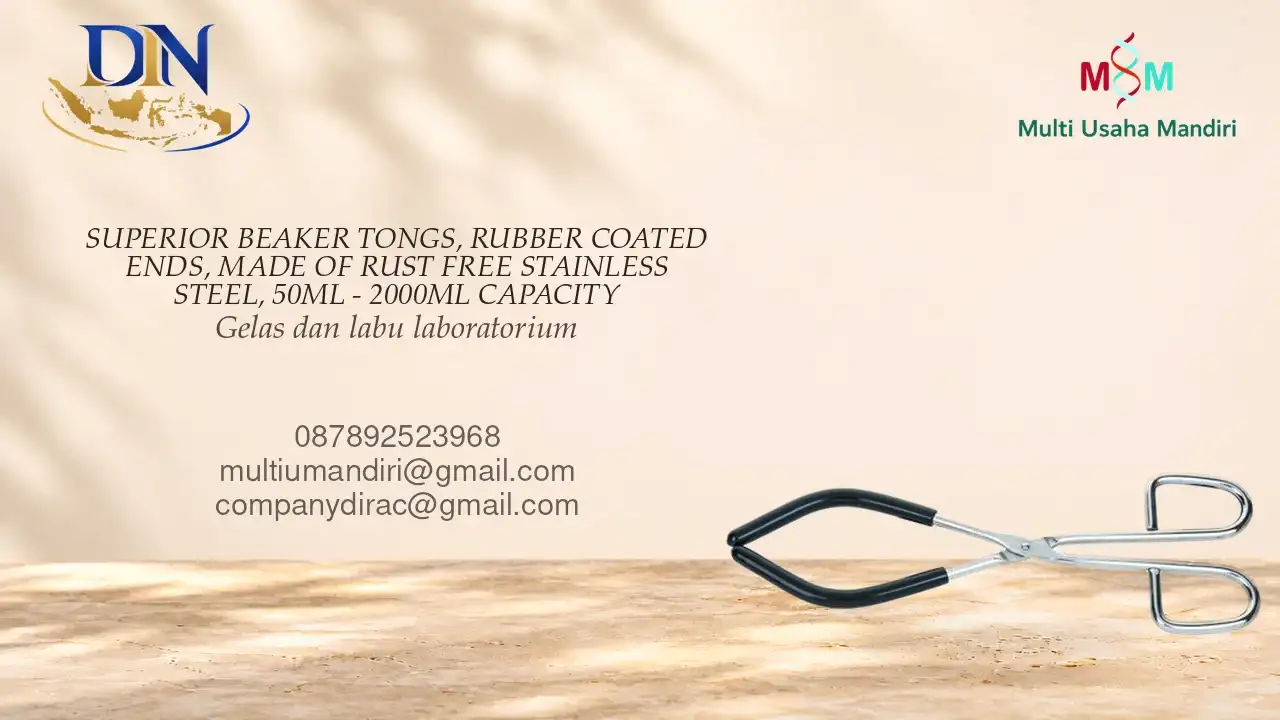 DIN
M M
Multi Usaha Mandiri
SUPERIOR BEAKER TONGS, RUBBER COATED
ENDS, MADE OF RUST FREE STAINLESS
STEEL, 50ML - 2000ML CAPACITY
Gelas dan labu laboratorium
087892523968
multiumandiri@gmail.com
companydirac@gmail.com